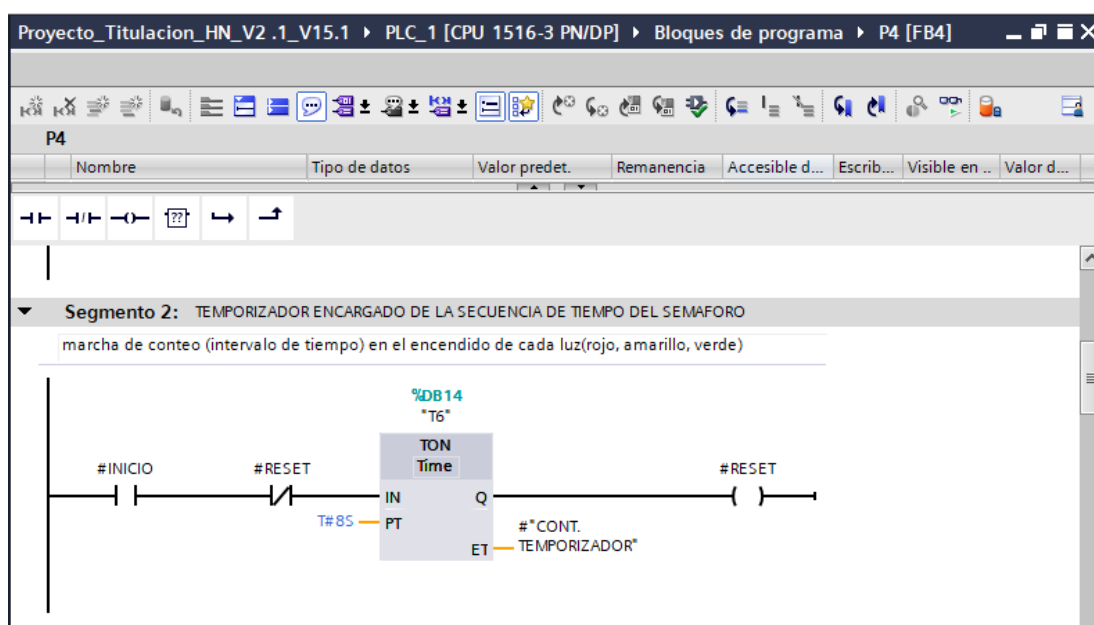 Proyecto_Titulacion_HN_V2 .1_V15.1 ▸ PLC_1 [CPU 1516-3 PN/DP] ▸ Bloques de programa ▸ P4 [FB4]
P4
Nombre Tipo de datos Valor predet. Remanencia Accesible d... Escrib... Visible en .. Valor d...
??
Segmento 2: TEMPORIZADOR ENCARGADO DE LA SECUENCIA DE TIEMPO DEL SEMAFORO
marcha de conteo (intervalo de tiempo) en el encendido de cada luz(rojo, amarillo, verde)
%DB14
"T6"
TON
Time
#INICIO #RESET #RESET
IN Q
T#8S PT
#"CONT.
ET TEMPORIZADOR"